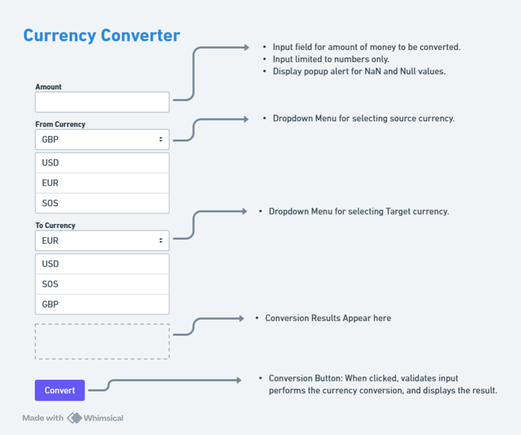 Currency Converter
• Input field for amount of money to be converted.
• Input limited to numbers only.
• Display popup alert for NaN and Null values.
Amount
From Currency
• Dropdown Menu for selecting source currency.
GBP
USD
EUR
SOS
To Currency
• Dropdown Menu for selecting Target currency.
EUR
USD
SOS
GBP
• Conversion Results Appear here
• Conversion Button: When clicked, validates input
performs the currency conversion, and displays the result.
Convert
Made with Whimsical